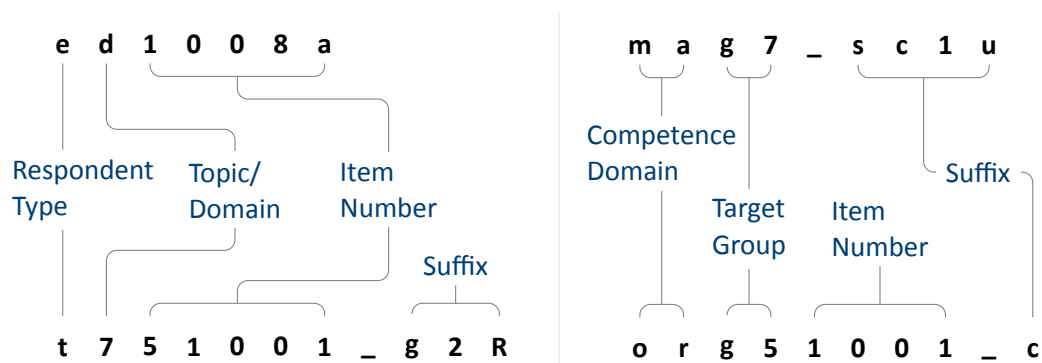 e d 1 0 0 8 a
Respondent
Type
Topic/
Domain
Item
Number
Suffix
t 7 5 1 0 0 1 _ g 2 R
m a g 7 _ s c 1 u
Competence
Domain
Suffix
Target
Group
Item
Number
o r g 5 1 0 0 1 _ c